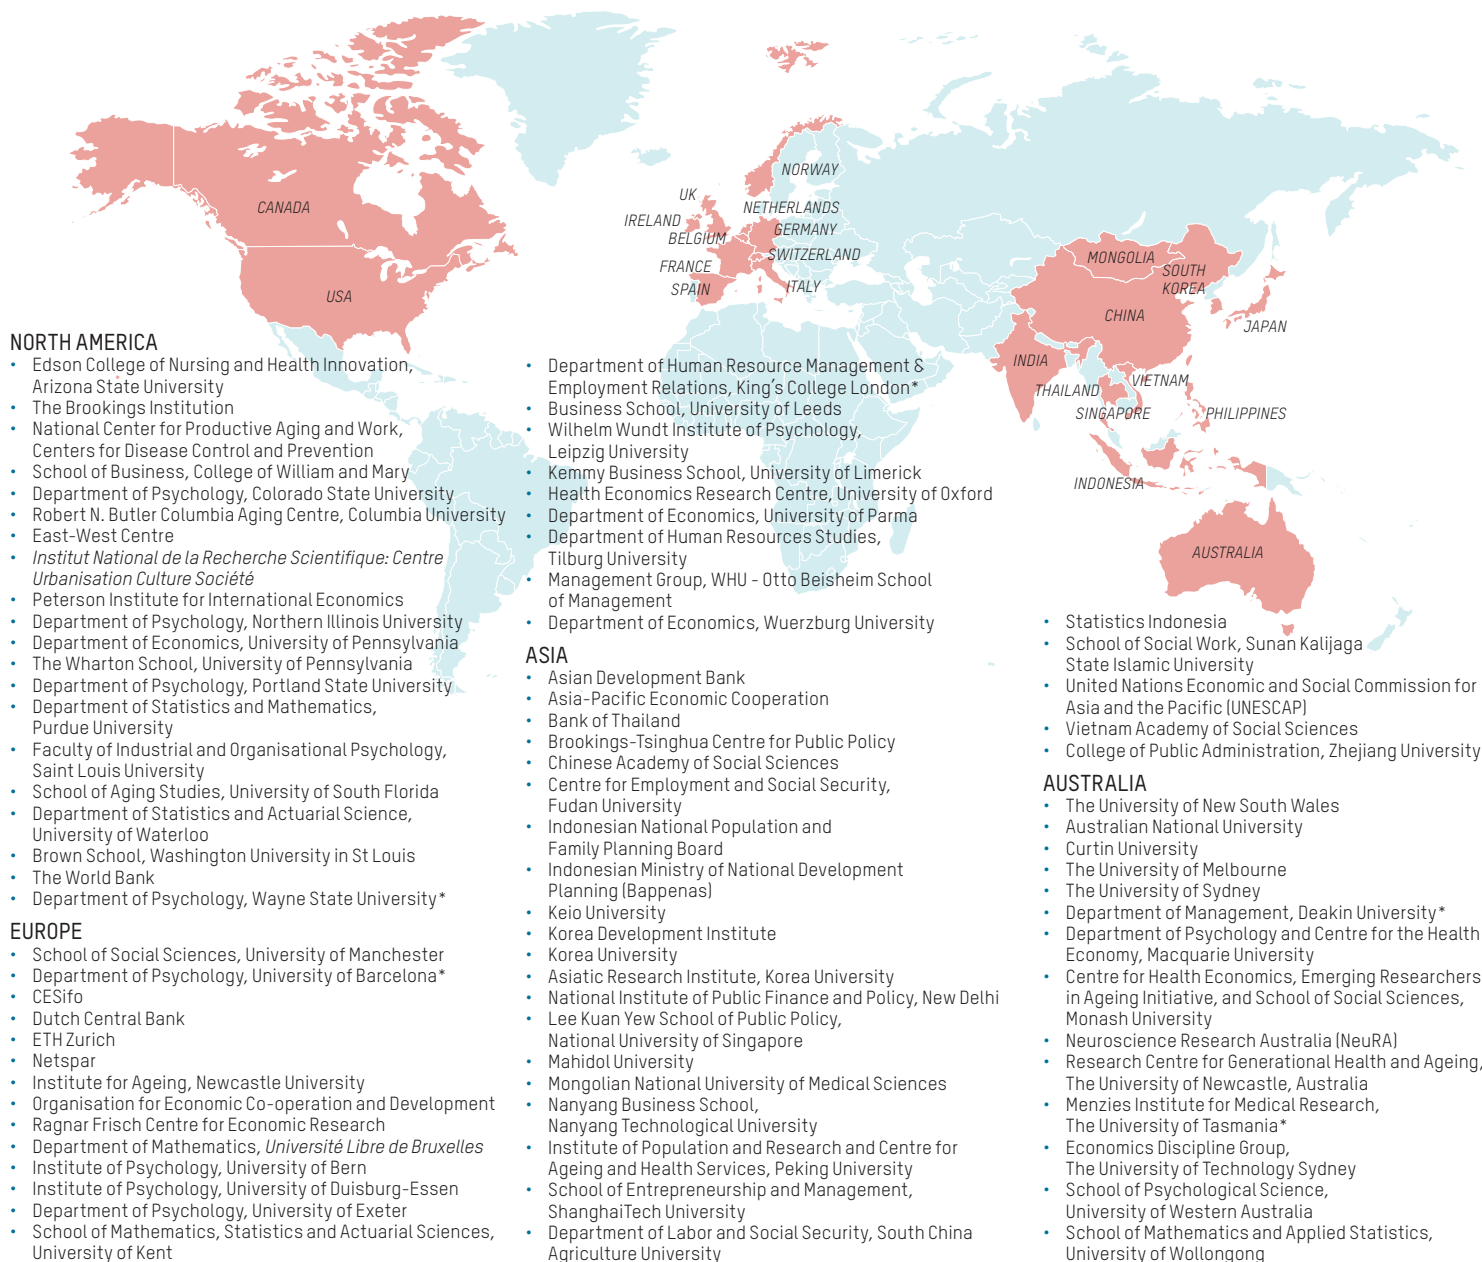 CANADA
USA
NORWAY
UK
NETHERLANDS
IRELAND
GERMANY
BELGIUM
SWITZERLAND
FRANCE
SPAIN
ITALY
MONGOLIA
SOUTH
KOREA
CHINA
JAPAN
INDIA
THAILAND
VIETNAM
SINGAPORE
PHILIPPINES
INDONESIA
AUSTRALIA
NORTH AMERICA
• Edson College of Nursing and Health Innovation,
Arizona State University
• The Brookings Institution
• National Center for Productive Aging and Work,
Centers for Disease Control and Prevention
• School of Business, College of William and Mary
• Department of Psychology, Colorado State University
• Robert N. Butler Columbia Aging Centre, Columbia University
• East-West Centre
• Institut National de la Recherche Scientifique: Centre
Urbanisation Culture Société
• Peterson Institute for International Economics
• Department of Psychology, Northern Illinois University
• Department of Economics, University of Pennsylvania
• The Wharton School, University of Pennsylvania
• Department of Psychology, Portland State University
• Department of Statistics and Mathematics,
Purdue University
• Faculty of Industrial and Organisational Psychology,
Saint Louis University
• School of Aging Studies, University of South Florida
• Department of Statistics and Actuarial Science,
University of Waterloo
• Brown School, Washington University in St Louis
• The World Bank
• Department of Psychology, Wayne State University*
EUROPE
• School of Social Sciences, University of Manchester
• Department of Psychology, University of Barcelona*
• CESifo
• Dutch Central Bank
• ETH Zurich
• Netspar
• Institute for Ageing, Newcastle University
• Organisation for Economic Co-operation and Development
• Ragnar Frisch Centre for Economic Research
• Department of Mathematics, Université Libre de Bruxelles
• Institute of Psychology, University of Bern
• Institute of Psychology, University of Duisburg-Essen
• Department of Psychology, University of Exeter
• School of Mathematics, Statistics and Actuarial Sciences,
University of Kent
• Department of Human Resource Management &
Employment Relations, King's College London*
• Business School, University of Leeds
• Wilhelm Wundt Institute of Psychology,
Leipzig University
• Kemmy Business School, University of Limerick
• Health Economics Research Centre, University of Oxford
• Department of Economics, University of Parma
• Department of Human Resources Studies,
Tilburg University
• Management Group, WHU - Otto Beisheim School
of Management
• Department of Economics, Wuerzburg University
ASIA
• Asian Development Bank
• Asia-Pacific Economic Cooperation
• Bank of Thailand
• Brookings-Tsinghua Centre for Public Policy
• Chinese Academy of Social Sciences
• Centre for Employment and Social Security,
Fudan University
• Indonesian National Population and
Family Planning Board
• Indonesian Ministry of National Development
Planning (Bappenas)
• Keio University
• Korea Development Institute
• Korea University
• Asiatic Research Institute, Korea University
• National Institute of Public Finance and Policy, New Delhi
• Lee Kuan Yew School of Public Policy,
National University of Singapore
• Mahidol University
• Mongolian National University of Medical Sciences
• Nanyang Business School,
Nanyang Technological University
• Institute of Population and Research and Centre for
Ageing and Health Services, Peking University
• School of Entrepreneurship and Management,
ShanghaiTech University
• Department of Labor and Social Security, South China
Agriculture University
• Statistics Indonesia
• School of Social Work, Sunan Kalijaga
State Islamic University
• United Nations Economic and Social Commission for
Asia and the Pacific (UNESCAP)
• Vietnam Academy of Social Sciences
• College of Public Administration, Zhejiang University
AUSTRALIA
• The University of New South Wales
• Australian National University
• Curtin University
• The University of Melbourne
• The University of Sydney
• Department of Management, Deakin University*
• Department of Psychology and Centre for the Health
Economy, Macquarie University
• Centre for Health Economics, Emerging Researchers
in Ageing Initiative, and School of Social Sciences,
Monash University
• Neuroscience Research Australia (NeuRA)
• Research Centre for Generational Health and Ageing,
The University of Newcastle, Australia
• Menzies Institute for Medical Research,
The University of Tasmania*
• Economics Discipline Group,
The University of Technology Sydney
• School of Psychological Science,
University of Western Australia
• School of Mathematics and Applied Statistics,
University of Wollongong